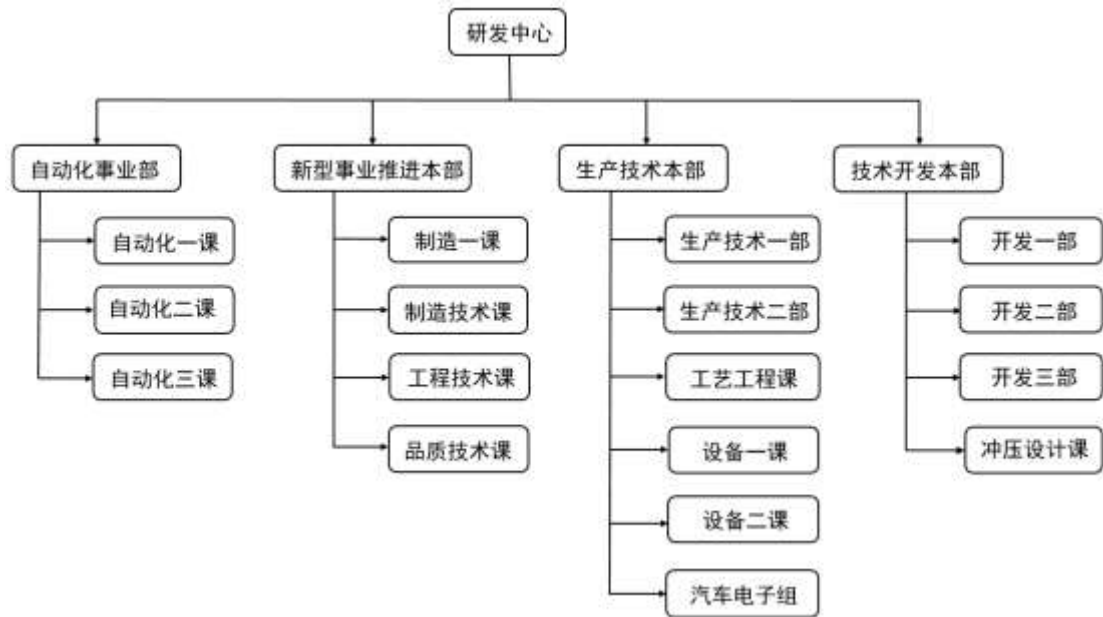 研发中心
自动化事业部
新型事业推进本部
生产技术本部
技术开发本部
自动化一课
自动化二课
自动化三课
制造一课
制造技术课
工程技术课
品质技术课
生产技术一部
生产技术二部
工艺工程课
设备一课
设备二课
汽车电子组
开发一部
开发二部
开发三部
冲压设计课